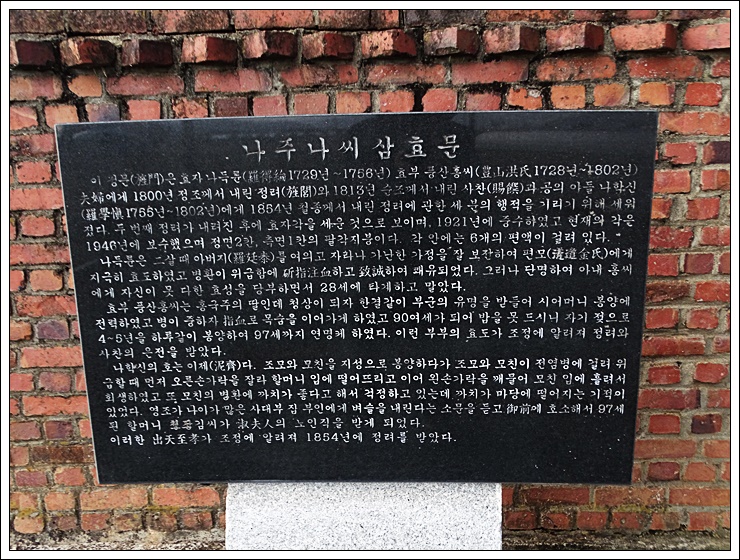 나주나씨삼효문
이 정문(旌門)은 효자 나득륜(羅得綸1729년~1756년) 효부 풍산홍씨(豊山洪氏1728년~1802년)
夫婦에게 1800년 정조께서 내린 정려(旌閭)와 1813년 순조께서 내린 사찬(賜饌)과 공의 아들 나학신
(羅學愼1755년~1802년)에게 1854년 철종께서 내린 정려에 관한 세 분의 행적을 기리기 위해 세워
졌다. 두 번째 정려가 내려진 후에 효자각을 세운 것으로 보이며, 1921년에 중수하였고 현재의 각은
1946년에 보수했으며 정면2칸, 측면1칸의 팔각지붕이다. 각 안에는 6개의 편액이 걸려 있다.
나득륜은 二살 때 아버지(羅廷泰)를 여의고 자라나 가난한 가정을 잘 보장하여 편모(淸道金氏)에게
지극히 효도하였고 병환이 위급함에 斫指注血하고 致誠하여 쾌유되었다. 그러나 단명하여 아내 홍씨
에게 자신이 못 다한 효성을 당부하면서 28세에 타계하고 말았다.
효부 풍산홍씨는 홍국주의 딸인데 침상이 되자 한결같이 부군의 유명을 받들어 시어머니 봉양에
전력하였고 병이 중하자 指血로 목숨을 이어가게 하였고 90여세가 되어 밥을 못 드시니 자기 젖으로
4~5년을 하루같이 봉양하여 97세까지 연명케 하였다. 이런 부부의 효도가 조정에 알려져 정려와
사찬의 은전을 받았다.
나학신의 호는 이재(泥齊)다. 조모와 모친을 지성으로 봉양하다가 조모와 모친이 전염병에 걸려 위
급할 때 먼저 오른손가락을 잘라 할머니 입에 떨어뜨리고 이어 왼손가락을 깨물어 모친 입에 흘려서
회생하였고 또 모친의 병환에 까치가 좋다고 해서 걱정하고 있는데 까치가 마당에 떨어지는 기적이
있었다. 영조가 나이가 많은 사대부 집 부인에게 벼슬을 내린다는 소문을 듣고 御前에 호소해서 97세
된 할머니 김씨가 淑夫人의 노인직을 받게 되었다.
이러한 出天至孝가 조정에 알려져 1854년에 정려를 받았다.